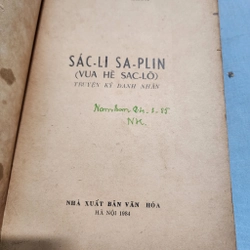 SÁC-LI SA-PLIN
(VUA HỀ SAC-LÔ)
TRUYỆN KÝ DANH NHÂN
NHÀ XUẤT BẢN VĂN HÓA
HÀ NỘI 1984